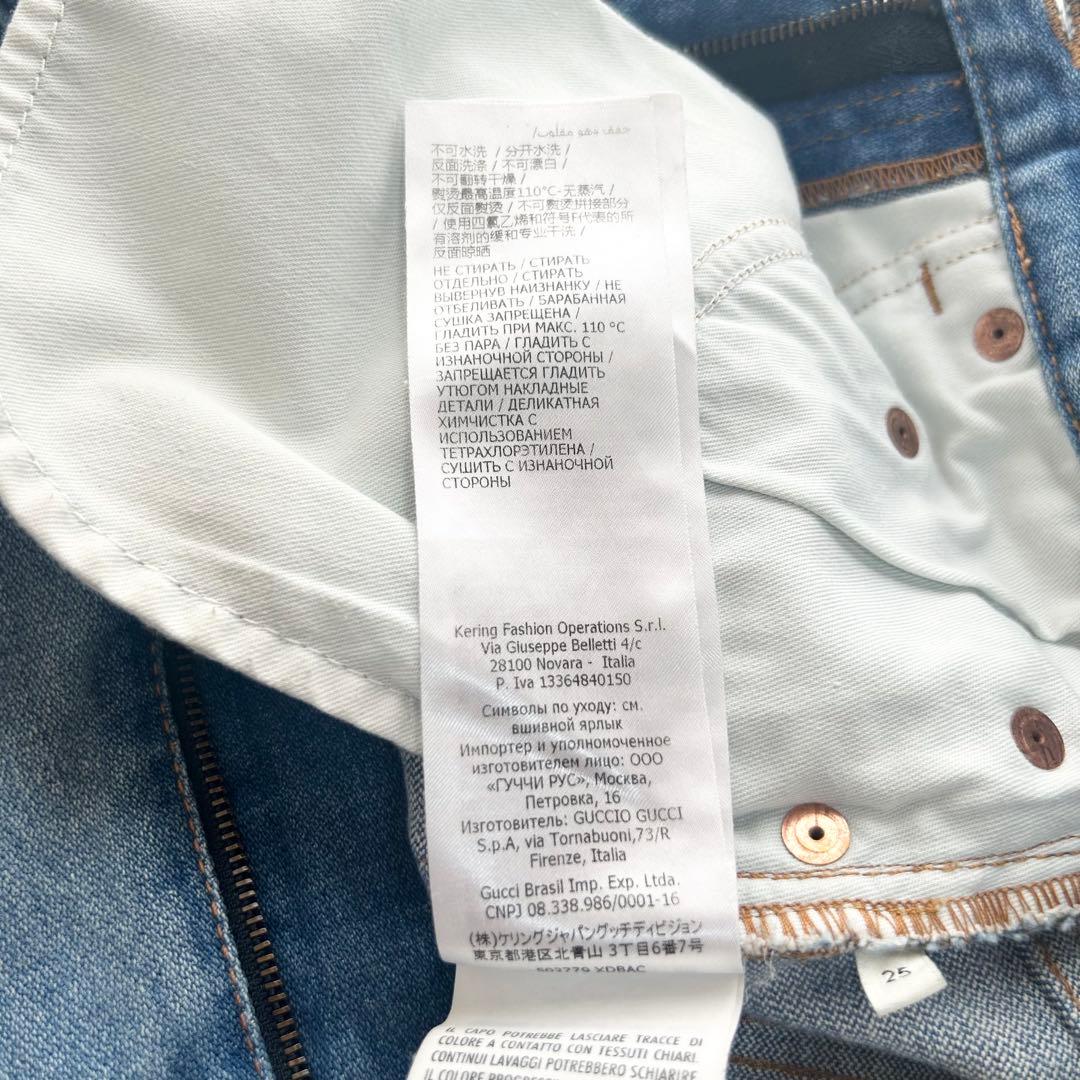 جفف وهو مقلوب/
不可水洗 / 分开水洗 /
反面洗涤 / 不可漂白 /
不可翻转干燥 /
熨烫最高温度110°C-无蒸汽 /
仅反面熨烫 / 不可熨烫拼接部分
/ 使用四氯乙烯和符号F代表的所
有溶剂的缓和专业干洗 /
反面晾晒
НЕ СТИРАТЬ / СТИРАТЬ
ОТДЕЛЬНО / СТИРАТЬ
ВЫВЕРНУВ НАИЗНАНКУ / НЕ
ОТБЕЛИВАТЬ / БАРАБАННАЯ
СУШКА ЗАПРЕЩЕНА /
ГЛАДИТЬ ПРИ МАКС. 110 °C
БЕЗ ПАРА / ГЛАДИТЬ С
ИЗНАНОЧНОЙ СТОРОНЫ /
ЗАПРЕЩАЕТСЯ ГЛАДИТЬ
УТЮГОМ НАКЛАДНЫЕ
ДЕТАЛИ / ДЕЛИКАТНАЯ
ХИМЧИСТКА С
ИСПОЛЬЗОВАНИЕМ
ТЕТРАХЛОРЭТИЛЕНА /
СУШИТЬ С ИЗНАНОЧНОЙ
СТОРОНЫ
Kering Fashion Operations S.r.l.
Via Giuseppe Belletti 4/c
28100 Novara - Italia
P. Iva 13364840150
Символы по уходу: см.
вшивной ярлык
Импортер и уполномоченное
изготовителем лицо: ООО
«ГУЧЧИ РУС», Москва,
Петровка, 16
Изготовитель: GUCCIO GUCCI
S.p.A, via Tornabuoni,73/R
Firenze, Italia
Gucci Brasil Imp. Exp. Ltda.
CNPJ 08.338.986/0001-16
(株)ケリングジャパングッチディビジョン
東京都港区北青山 3丁目6番7号
XDBAC
25
IL CAPO POTREBBE LASCIARE TRACCE DI
COLORE A CONTATTO CON TESSUTI CHIARI.
CONTINUI LAVAGGI POTREBBERO SCHIARIRE
IL COLORE